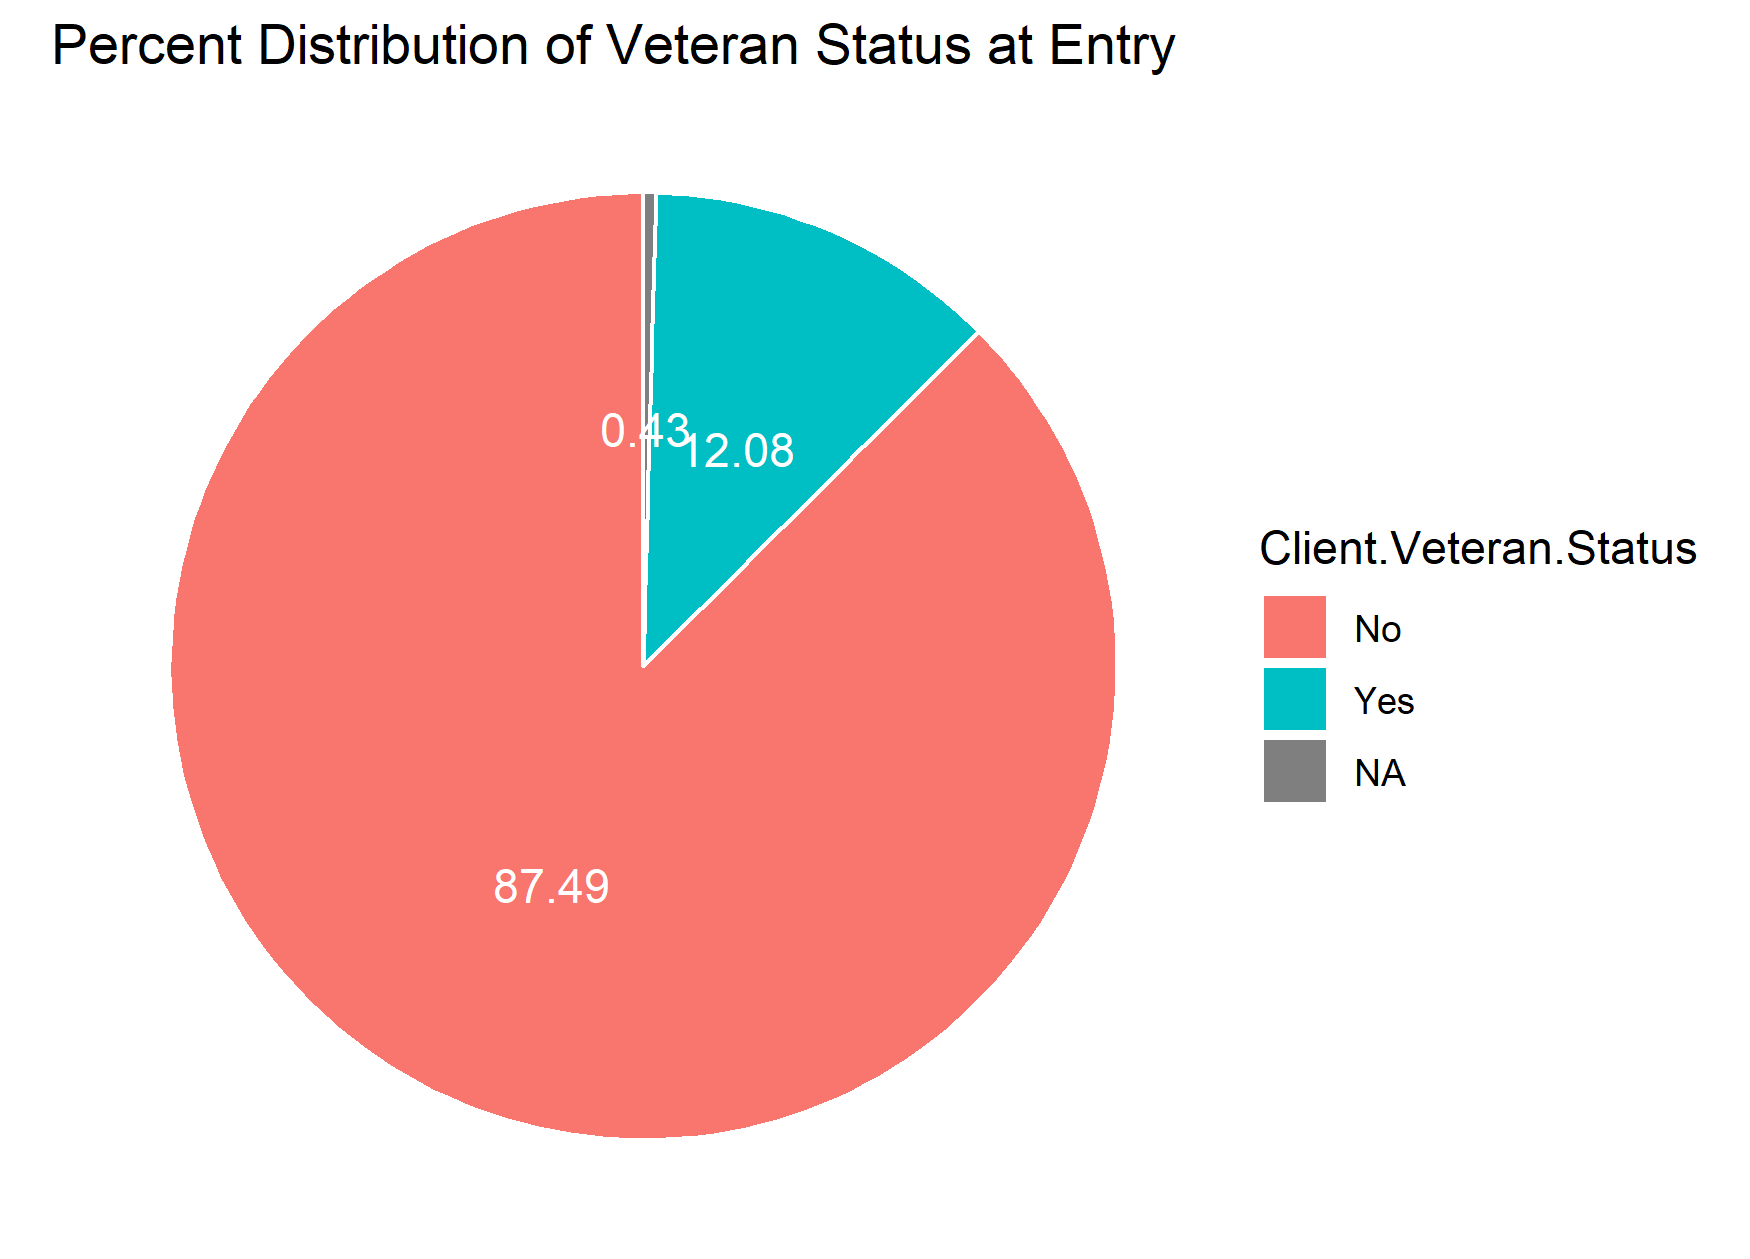 Percent Distribution of Veteran Status at Entry
0.43
12.08
87.49
Client.Veteran.Status
No
Yes
NA